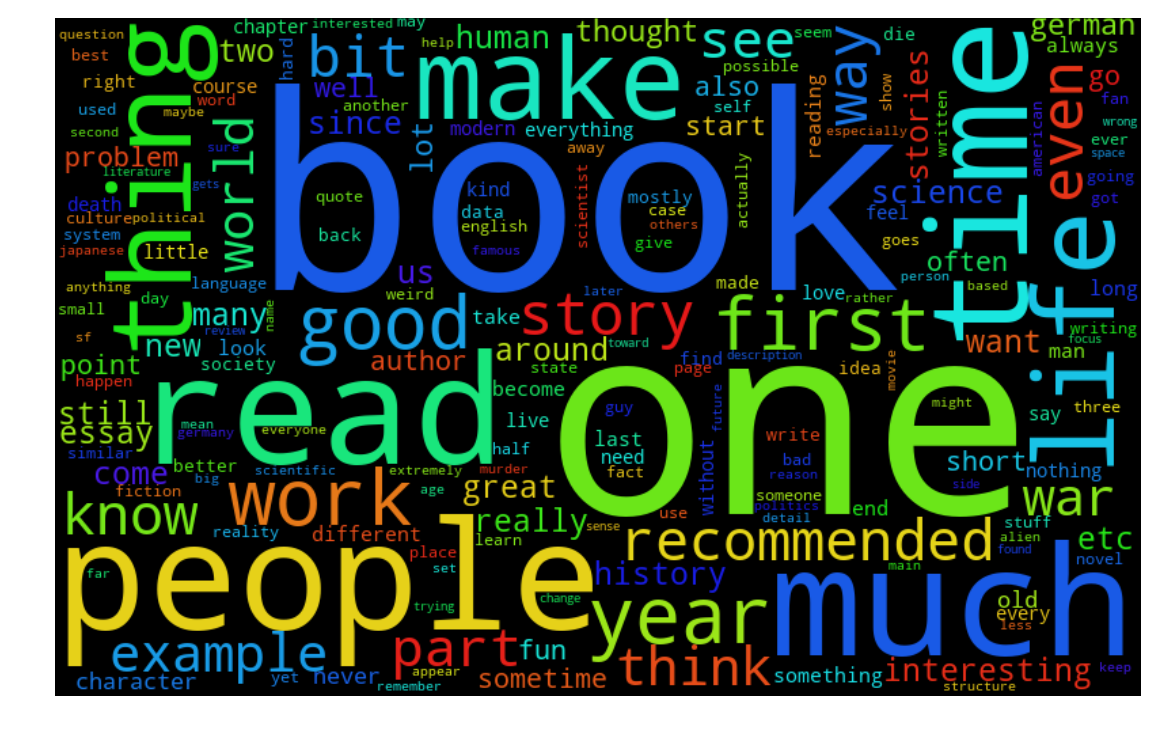 question
best
right
used
second
maybe
word
sure
literature
problem
death
culture
political
system
japanese
little
anything
small
day
sf
thing
two
course
world
chapter
interested
may
hard
bit
well
another
since
lot
help
human
modern
everything
make
thought
away
see
seem
possible
also
self
start
way
reading
especially
die
show
stories
written
german
always
go
fan
wrong
ever
space
american
going
got
even
time
book
quote
back
kind
data
english
famous
scientist
mostly
case
others
give
actually
science
feel
goes
often
person
based
long
life
language
us
weird
many
name
review
new
look
society
point
happen
good
take
story
later
toward
made
love
rather
first
writing
focus
want
man
author
around
state
find
page
description
idea
movie
still
essay
mean
germany
everyone
similar
read
become
live
half
guy
last
need
fact
one
future
might
say
three
write
bad
reason
without
short
nothing
come
better
big
scientific
extremely
murder
fiction
age
great
someone
politics
detail
side
war
know
work
reality
different
really
learn
sense
use
end
stuff
alien
found
etc
novel
people
far
place
set
trying
recommended
history
change
main
much
old
every
less
year
example
part
fun
think
something
interesting
keep
character
yet
never
appear
remember
sometime
structure